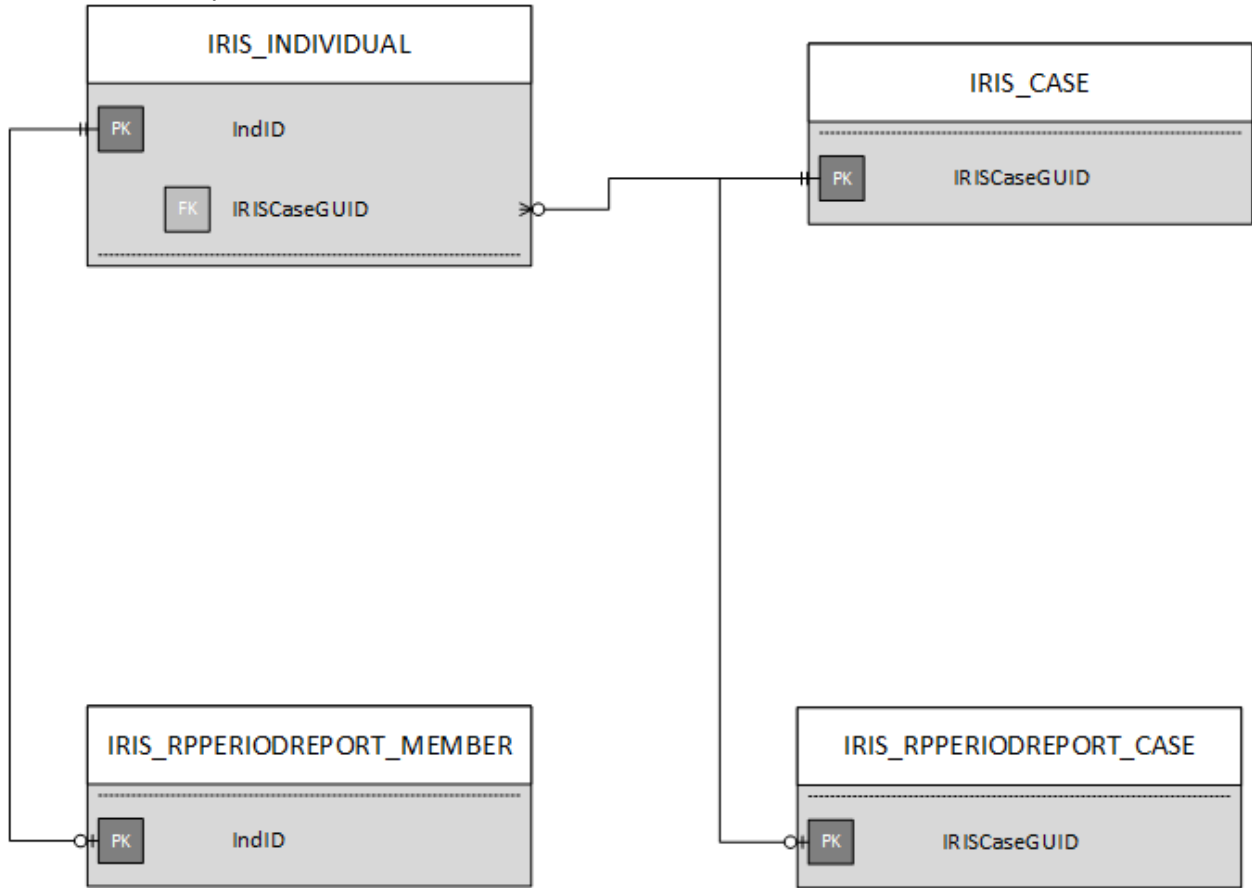 IRIS_INDIVIDUAL
PK IndID
FK IRISCaseGUID
IRIS_CASE
PK IRISCaseGUID
IRIS_RPPERIODREPORT_MEMBER
PK IndID
IRIS_RPPERIODREPORT_CASE
PK IRISCaseGUID